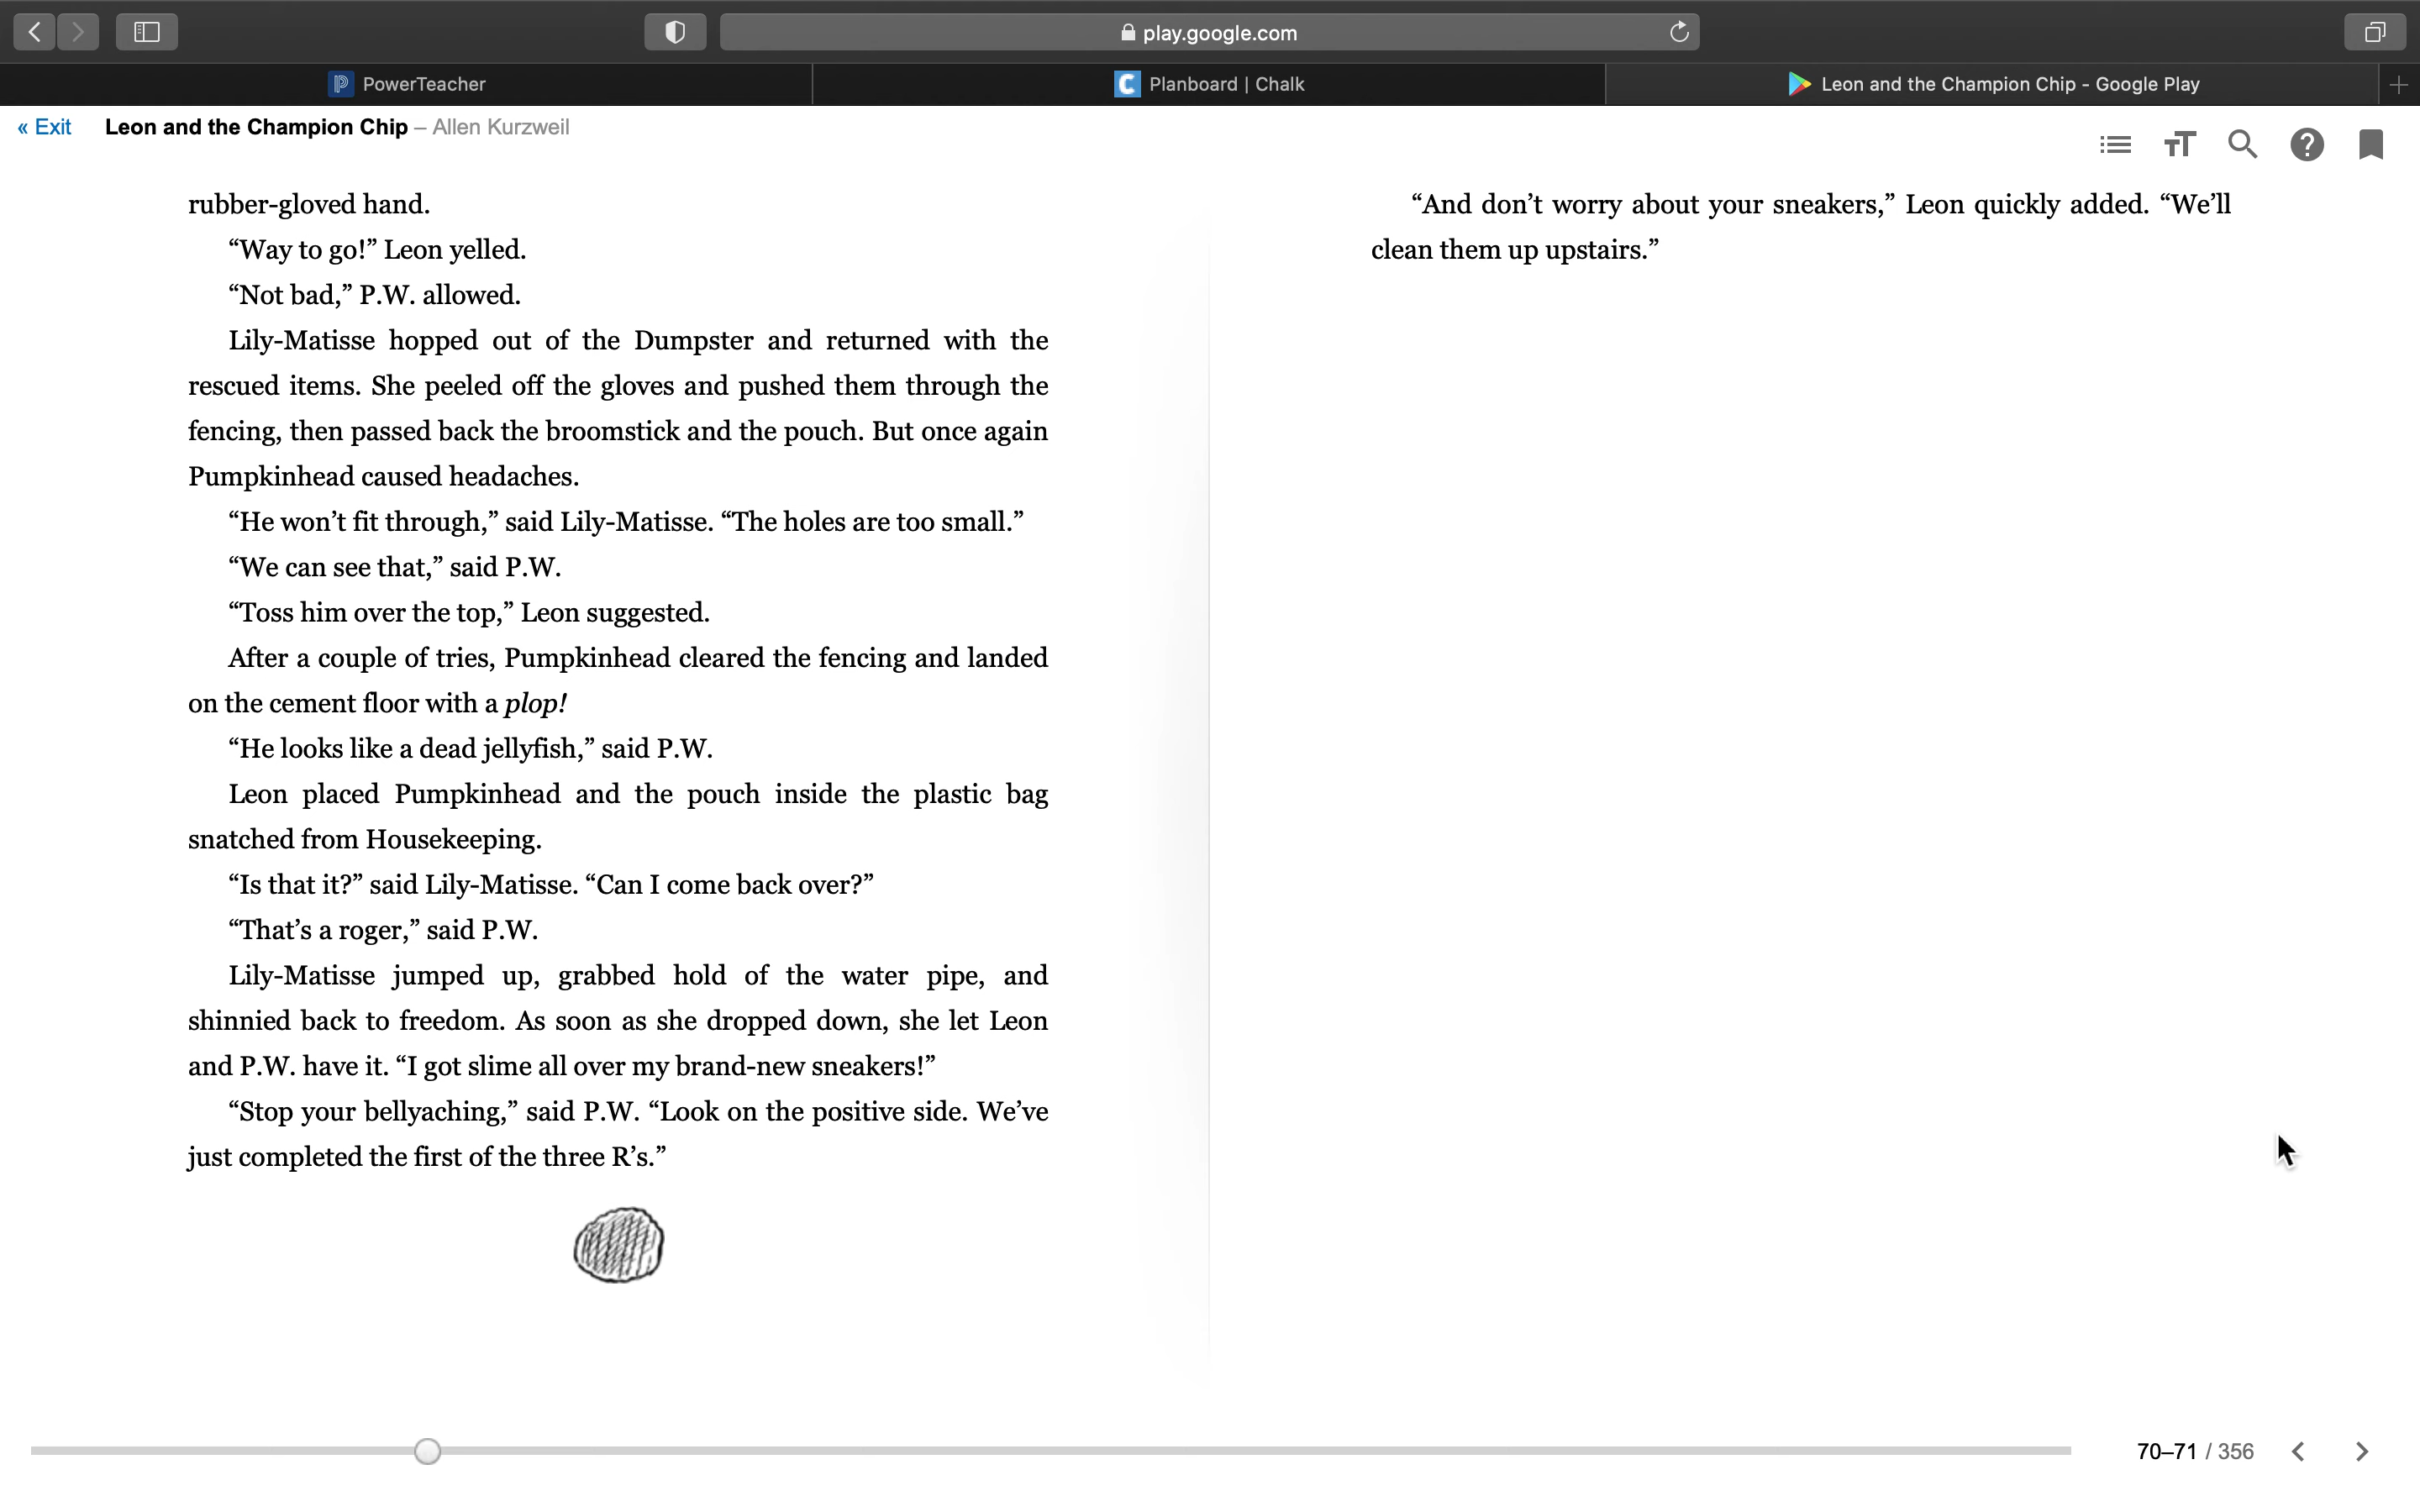 play.google.com
PowerTeacher
Planboard | Chalk
Leon and the Champion Chip - Google Play
« Exit Leon and the Champion Chip – Allen Kurzweil
rubber-gloved hand.
“Way to go!” Leon yelled.
“Not bad,” P.W. allowed.
Lily-Matisse hopped out of the Dumpster and returned with the
rescued items. She peeled off the gloves and pushed them through the
fencing, then passed back the broomstick and the pouch. But once again
Pumpkinhead caused headaches.
“He won’t fit through,” said Lily-Matisse. “The holes are too small.”
“We can see that,” said P.W.
“Toss him over the top,” Leon suggested.
After a couple of tries, Pumpkinhead cleared the fencing and landed
on the cement floor with a plop!
“He looks like a dead jellyfish,” said P.W.
Leon placed Pumpkinhead and the pouch inside the plastic bag
snatched from Housekeeping.
“Is that it?” said Lily-Matisse. “Can I come back over?”
“That’s a roger,” said P.W.
Lily-Matisse jumped up, grabbed hold of the water pipe, and
shinnied back to freedom. As soon as she dropped down, she let Leon
and P.W. have it. “I got slime all over my brand-new sneakers!”
“Stop your bellyaching,” said P.W. “Look on the positive side. We’ve
just completed the first of the three R’s.”
“And don’t worry about your sneakers,” Leon quickly added. “We’ll
clean them up upstairs.”
70–71 / 356